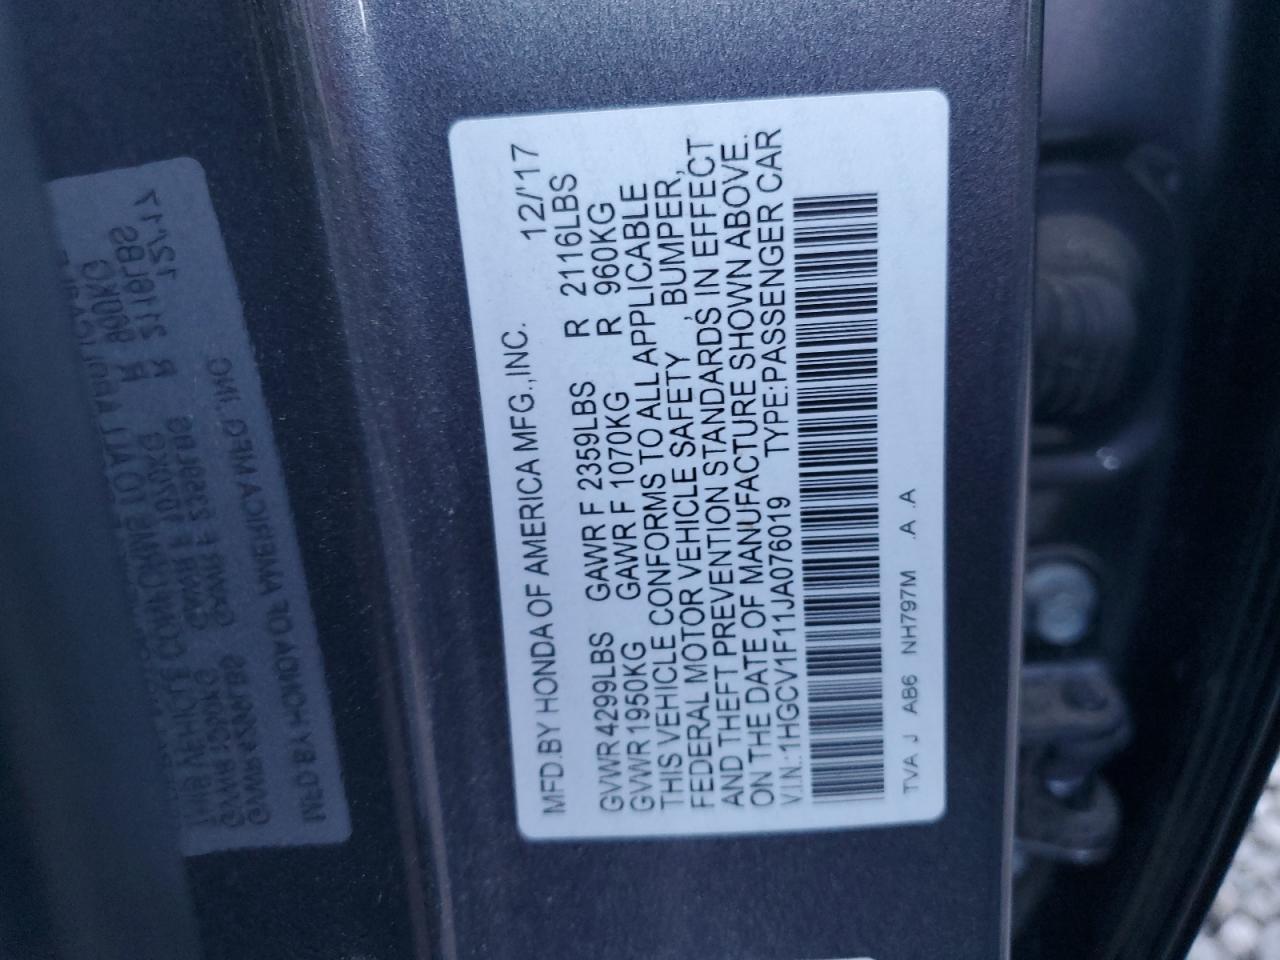 MFD.BY HONDA OF AMERICA MFG.,INC. 12/'17
GVWR 4299LBS GAWR F 2359LBS R 2116LBS
GVWR 1950KG GAWR F 1070KG R 960KG
THIS VEHICLE CONFORMS TO ALL APPLICABLE
FEDERAL MOTOR VEHICLE SAFETY ,BUMPER,
AND THEFT PREVENTION STANDARDS IN EFFECT
ON THE DATE OF MANUFACTURE SHOWN ABOVE.
V.I.N.:1HGCV1F11JA076019 TYPE:PASSENGER CAR
TVA J AB6 NH797M .A .A